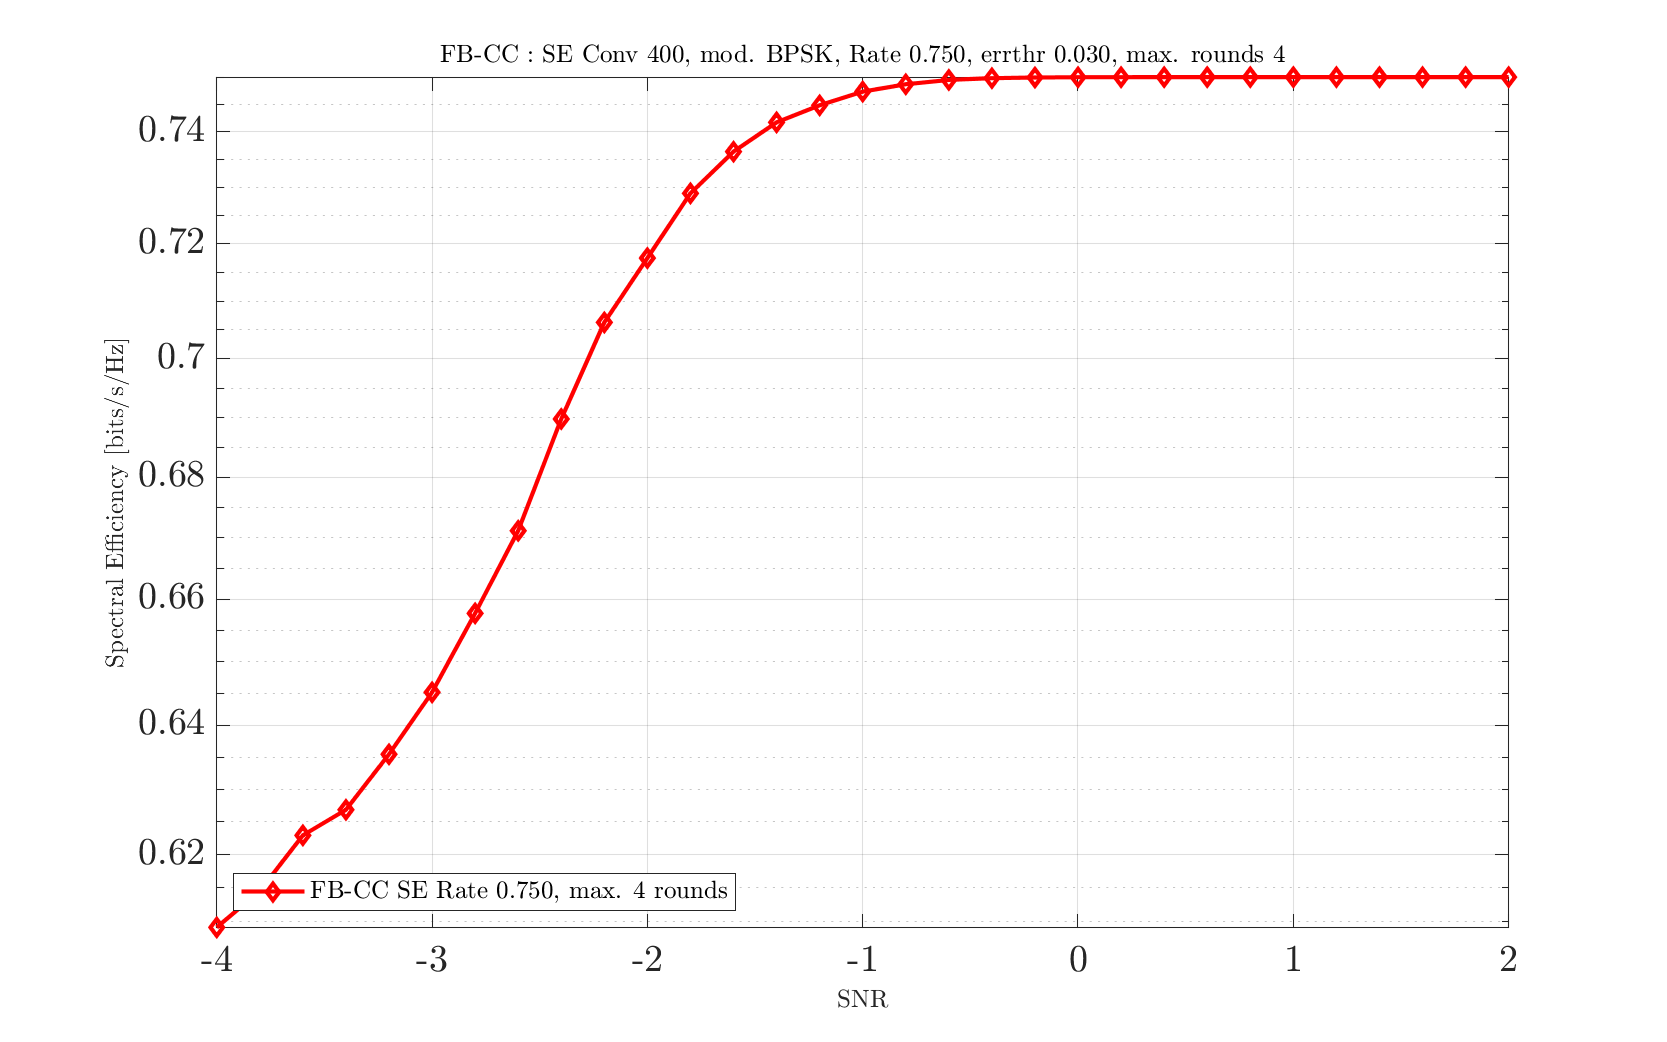 FB-CC : SE Conv 400, mod. BPSK, Rate 0.750, errthr 0.030, max. rounds 4
Spectral Efficiency [bits/s/Hz]
0.74
0.72
0.7
0.68
0.66
0.64
0.62
FB-CC SE Rate 0.750, max. 4 rounds
-4 -3 -2 -1 0 1 2
SNR